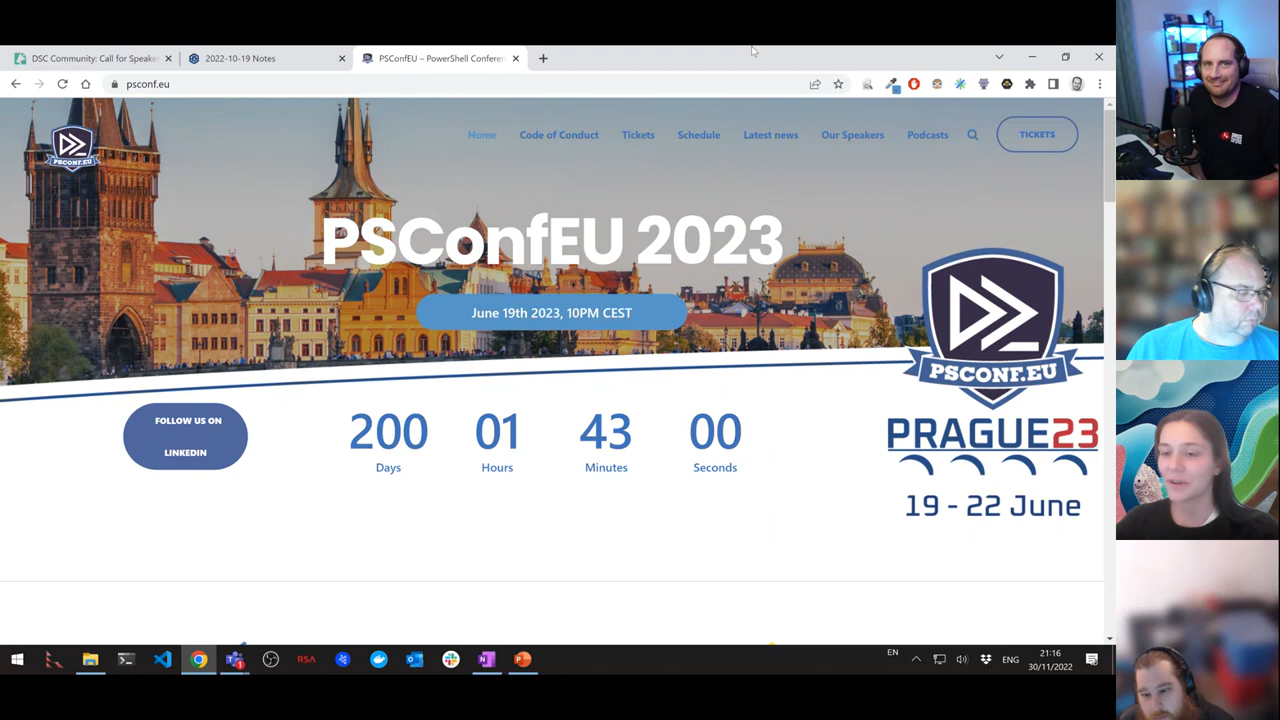 DSC Community: Call for Speake
2022-10-19 Notes
PSConfEU – PowerShell Conferen
psconf.eu
PSCONF.EU
Home
Code of Conduct
Tickets
Schedule
Latest news
Our Speakers
Podcasts
TICKETS
PSConfEU 2023
June 19th 2023, 10PM CEST
PSCONF.EU
PRAGUE23
19 - 22 June
FOLLOW US ON
LINKEDIN
200
01
43
00
Days
Hours
Minutes
Seconds
RSA
EN
ENG
21:16
30/11/2022